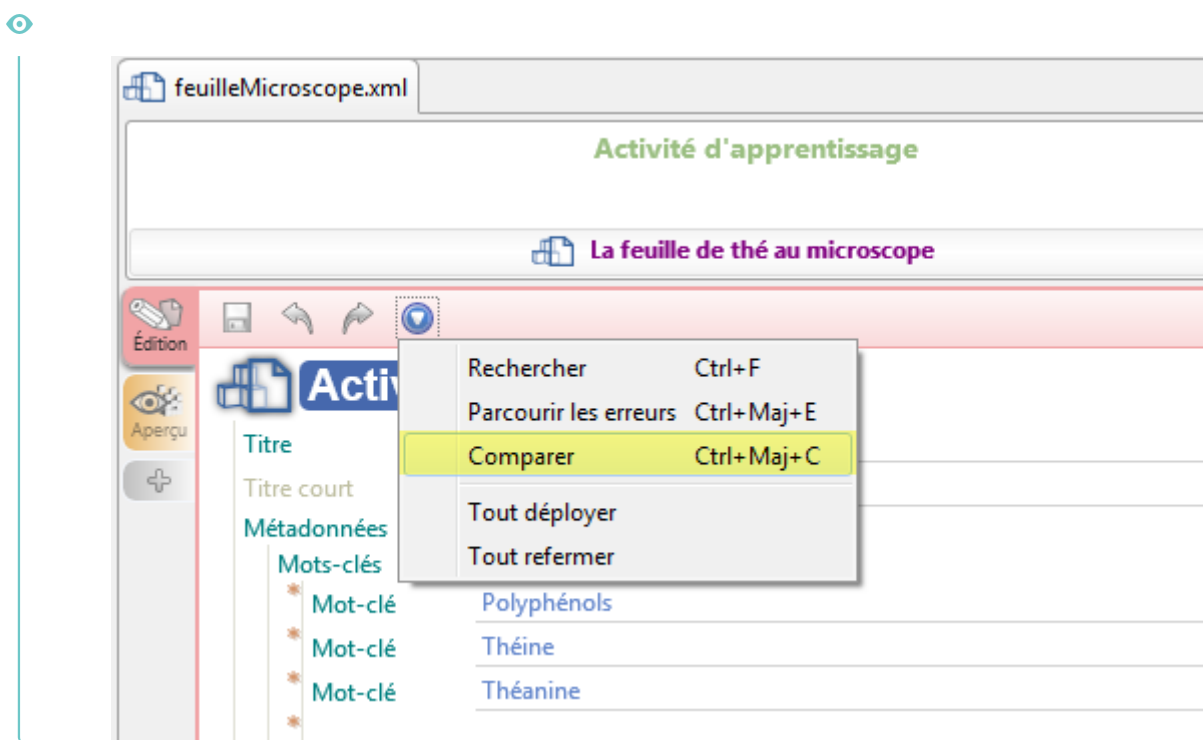 feuilleMicroscope.xml
Activité d'apprentissage
La feuille de thé au microscope
Édition
Aperçu
Acti
Rechercher Ctrl+F
Parcourir les erreurs Ctrl+Maj+E
Comparer Ctrl+Maj+C
Tout déployer
Tout refermer
Titre
Titre court
Métadonnées
Mots-clés
Mot-clé Polyphénols
Mot-clé Théine
Mot-clé Théanine